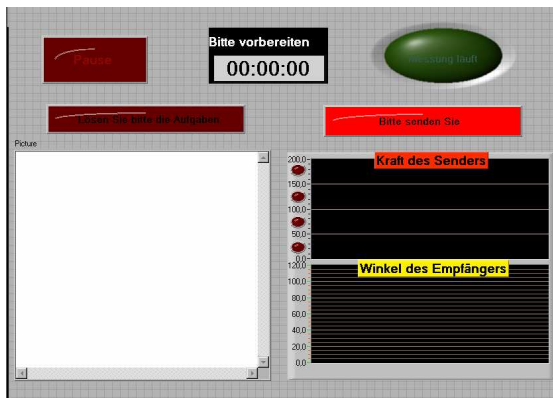 Bitte vorbereiten
Pause
00:00:00
Messung läuft
Lösen Sie bitte die Aufgaben
Bitte senden Sie
Picture
Kraft des Senders
200,0
150,0
100,0
50,0
0,0
Winkel des Empfängers
120,0
100,0
80,0
60,0
40,0
20,0
0,0